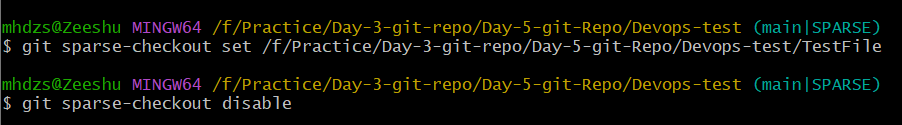 mhdzs@Zeeshu MINGW64 /f/Practice/Day-3-git-repo/Day-5-git-Repo/Devops-test (main|SPARSE)
$ git sparse-checkout set /f/Practice/Day-3-git-repo/Day-5-git-Repo/Devops-test/TestFile
mhdzs@Zeeshu MINGW64 /f/Practice/Day-3-git-repo/Day-5-git-Repo/Devops-test (main|SPARSE)
$ git sparse-checkout disable